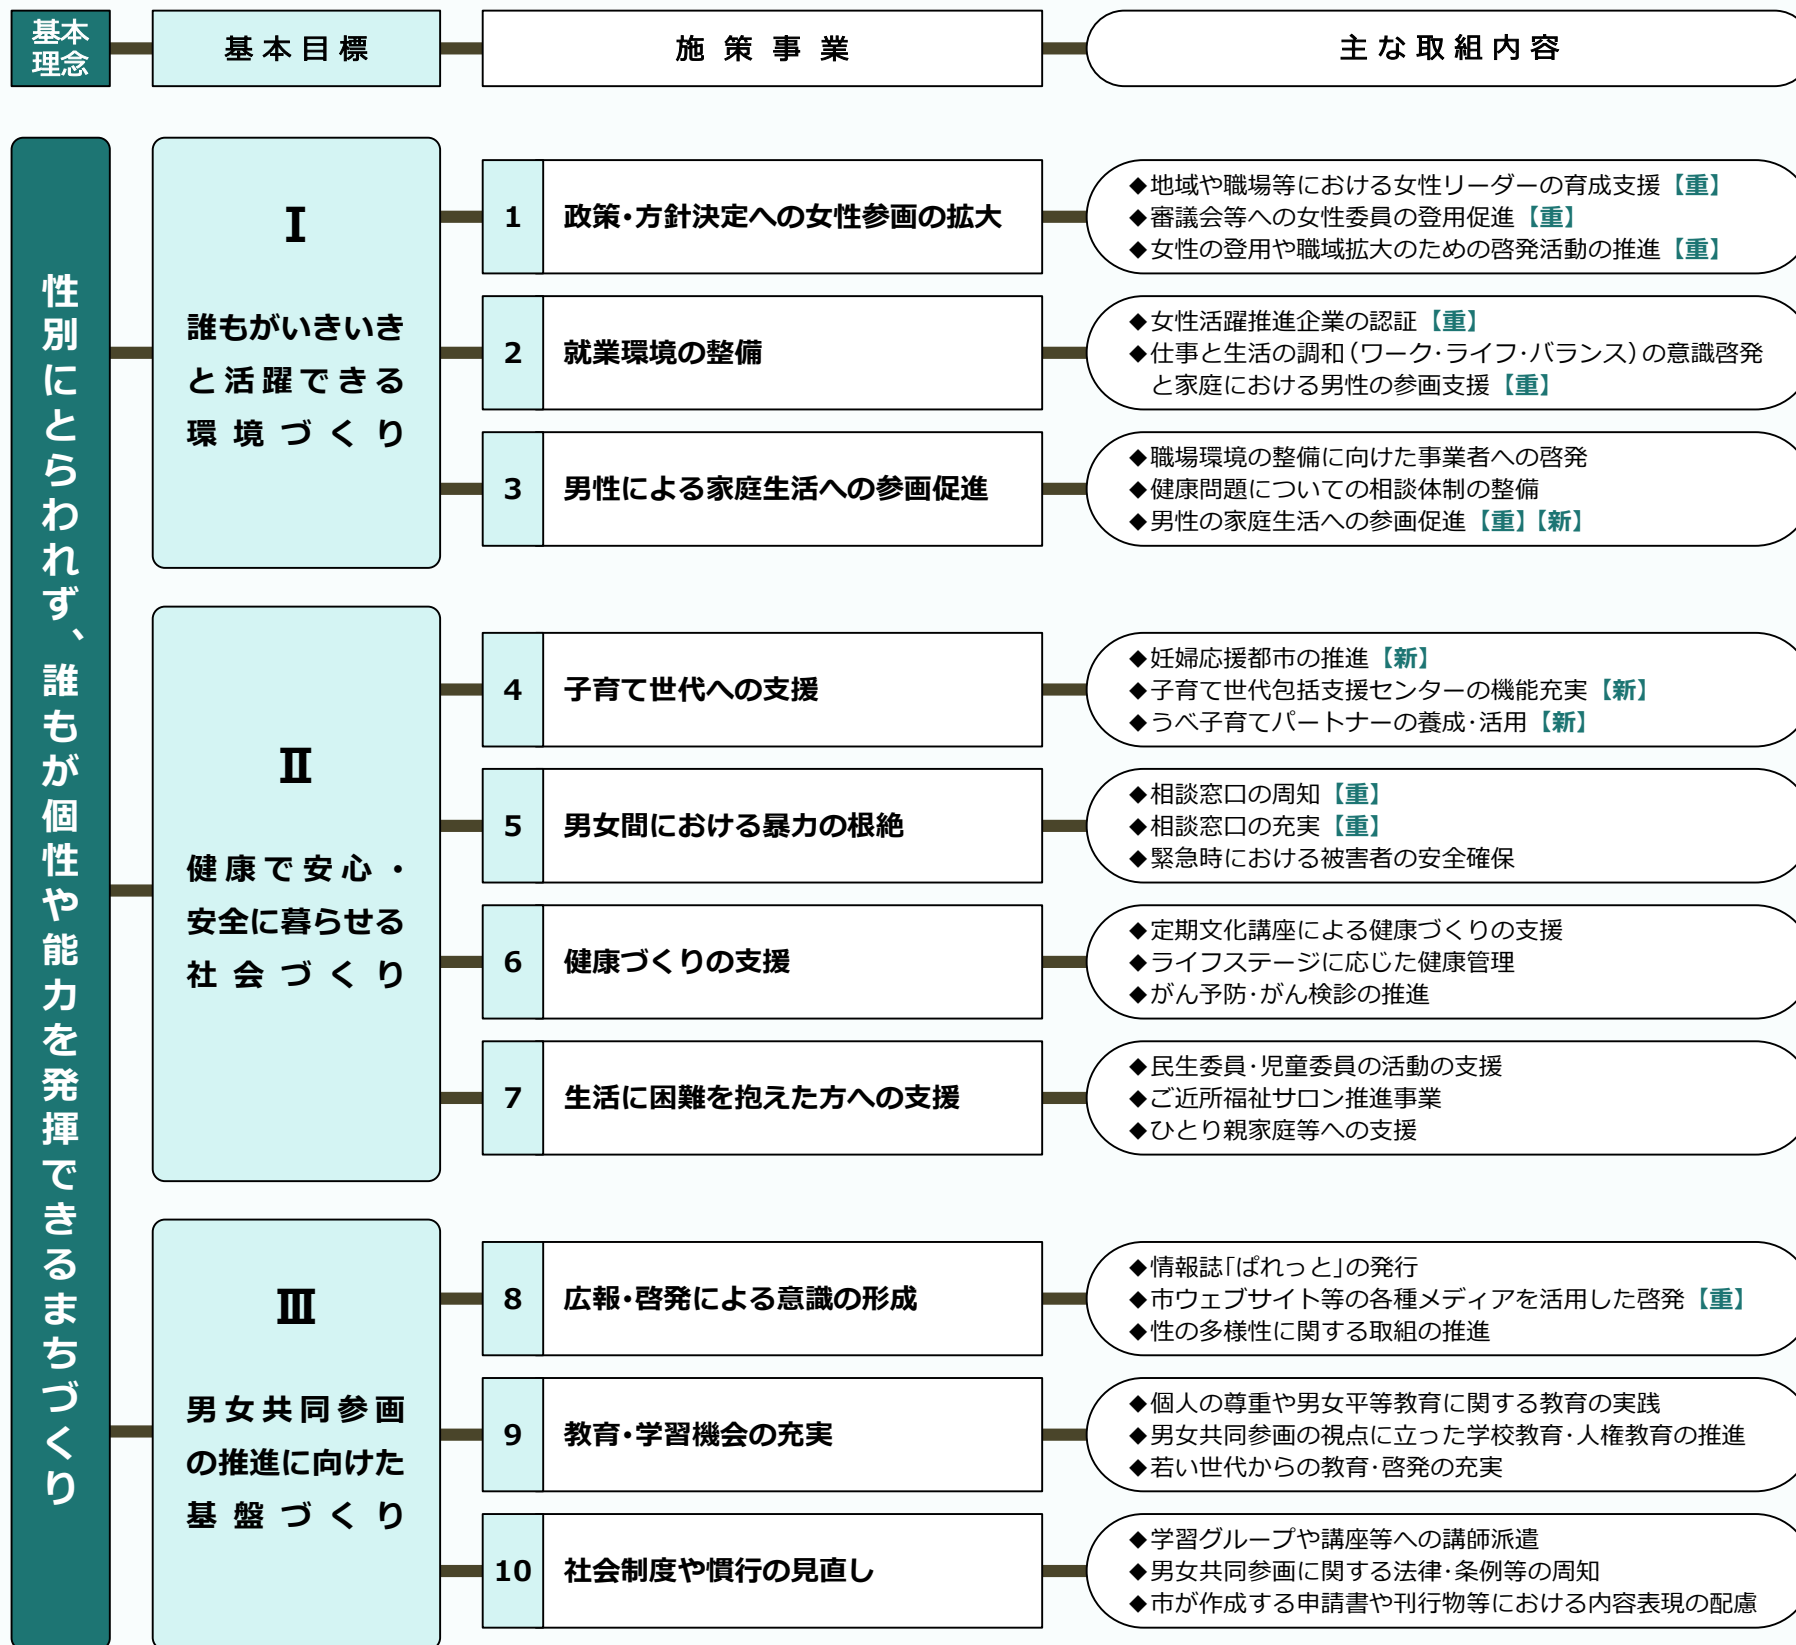 基本
理念
基本目標
施策事業
主な取組内容
性別にとらわれず、誰もが個性や能力を発揮できるまちづくり
Ⅰ
誰もがいきいき
と活躍できる
環境づくり
1
政策・方針決定への女性参画の拡大
◆地域や職場等における女性リーダーの育成支援【重】
◆審議会等への女性委員の登用促進【重】
◆女性の登用や職域拡大のための啓発活動の推進【重】
2
就業環境の整備
◆女性活躍推進企業の認証【重】
◆仕事と生活の調和（ワーク・ライフ・バランス）の意識啓発
と家庭における男性の参画支援【重】
3
男性による家庭生活への参画促進
◆職場環境の整備に向けた事業者への啓発
◆健康問題についての相談体制の整備
◆男性の家庭生活への参画促進【重】【新】
Ⅱ
健康で安心・
安全に暮らせる
社会づくり
4
子育て世代への支援
◆妊婦応援都市の推進【新】
◆子育て世代包括支援センターの機能充実【新】
◆うべ子育てパートナーの養成・活用【新】
5
男女間における暴力の根絶
◆相談窓口の周知【重】
◆相談窓口の充実【重】
◆緊急時における被害者の安全確保
6
健康づくりの支援
◆定期文化講座による健康づくりの支援
◆ライフステージに応じた健康管理
◆がん予防・がん検診の推進
7
生活に困難を抱えた方への支援
◆民生委員・児童委員の活動の支援
◆ご近所福祉サロン推進事業
◆ひとり親家庭等への支援
Ⅲ
男女共同参画
の推進に向けた
基盤づくり
8
広報・啓発による意識の形成
◆情報誌「ぱれっと」の発行
◆市ウェブサイト等の各種メディアを活用した啓発【重】
◆性の多様性に関する取組の推進
9
教育・学習機会の充実
◆個人の尊重や男女平等教育に関する教育の実践
◆男女共同参画の視点に立った学校教育・人権教育の推進
◆若い世代からの教育・啓発の充実
10
社会制度や慣行の見直し
◆学習グループや講座等への講師派遣
◆男女共同参画に関する法律・条例等の周知
◆市が作成する申請書や刊行物等における内容表現の配慮